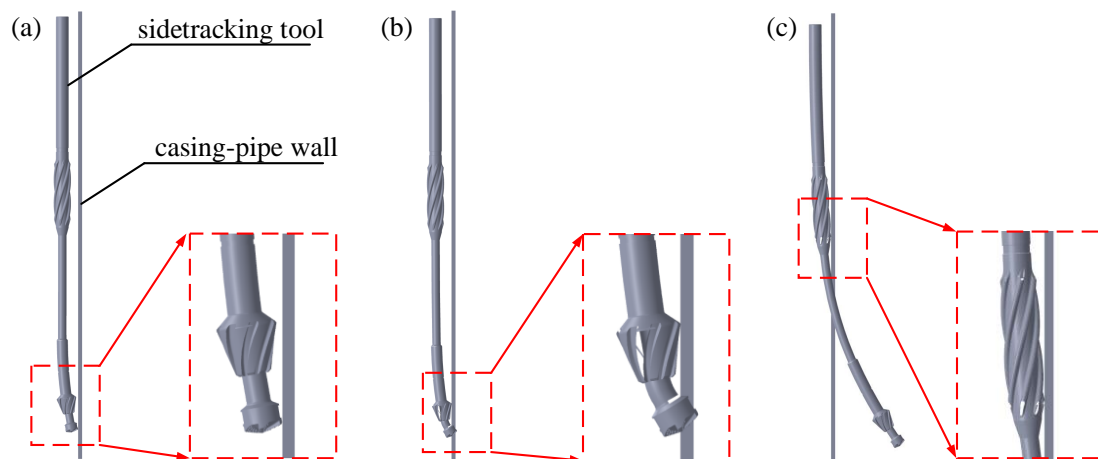 (a)
sidetracking tool
casing-pipe wall
(b)
(c)